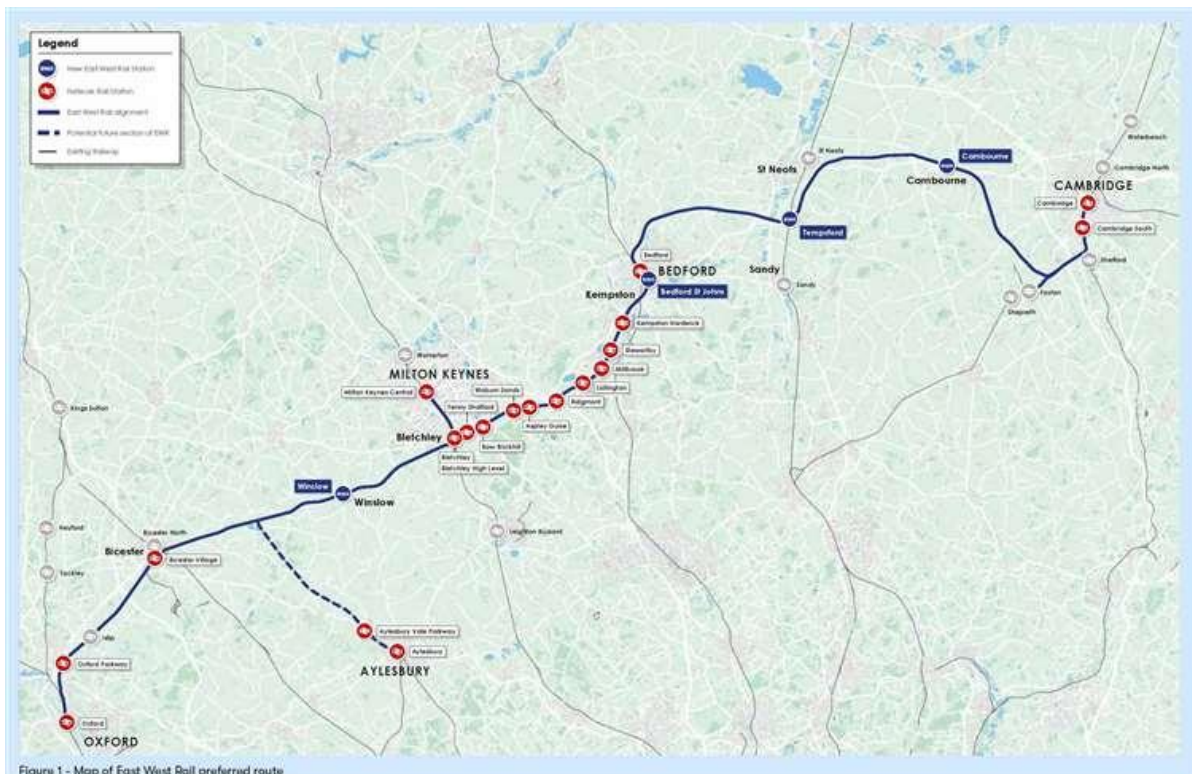 Legend
New East West Rail Station
Network Rail Station
East West Rail alignment
Potential future section of EWR
Existing Railway
Waterbeach
Cambridge North
St Neots
St Neots
Cambourne
Cambourne
CAMBRIDGE
Cambridge
Cambridge South
Tempsford
Shelford
Bedford
BEDFORD
Sandy
Sandy
Bedford St Johns
Kempston
Foxton
Shepreth
Kempston Hardwick
Stewartby
Wolverton
Millbrook
MILTON KEYNES
Lidlington
Milton Keynes Central
Woburn Sands
Ridgmont
Fenny Stratford
Kings Sutton
Aspley Guise
Bletchley
Bow Brickhill
Bletchley
Bletchley High Level
Winslow
Winslow
Heyford
Bicester North
Leighton Buzzard
Bicester
Bicester Village
Tackley
Islip
Aylesbury Vale Parkway
Oxford Parkway
Aylesbury
AYLESBURY
Oxford
OXFORD
Figure 1 - Map of East West Rail preferred route